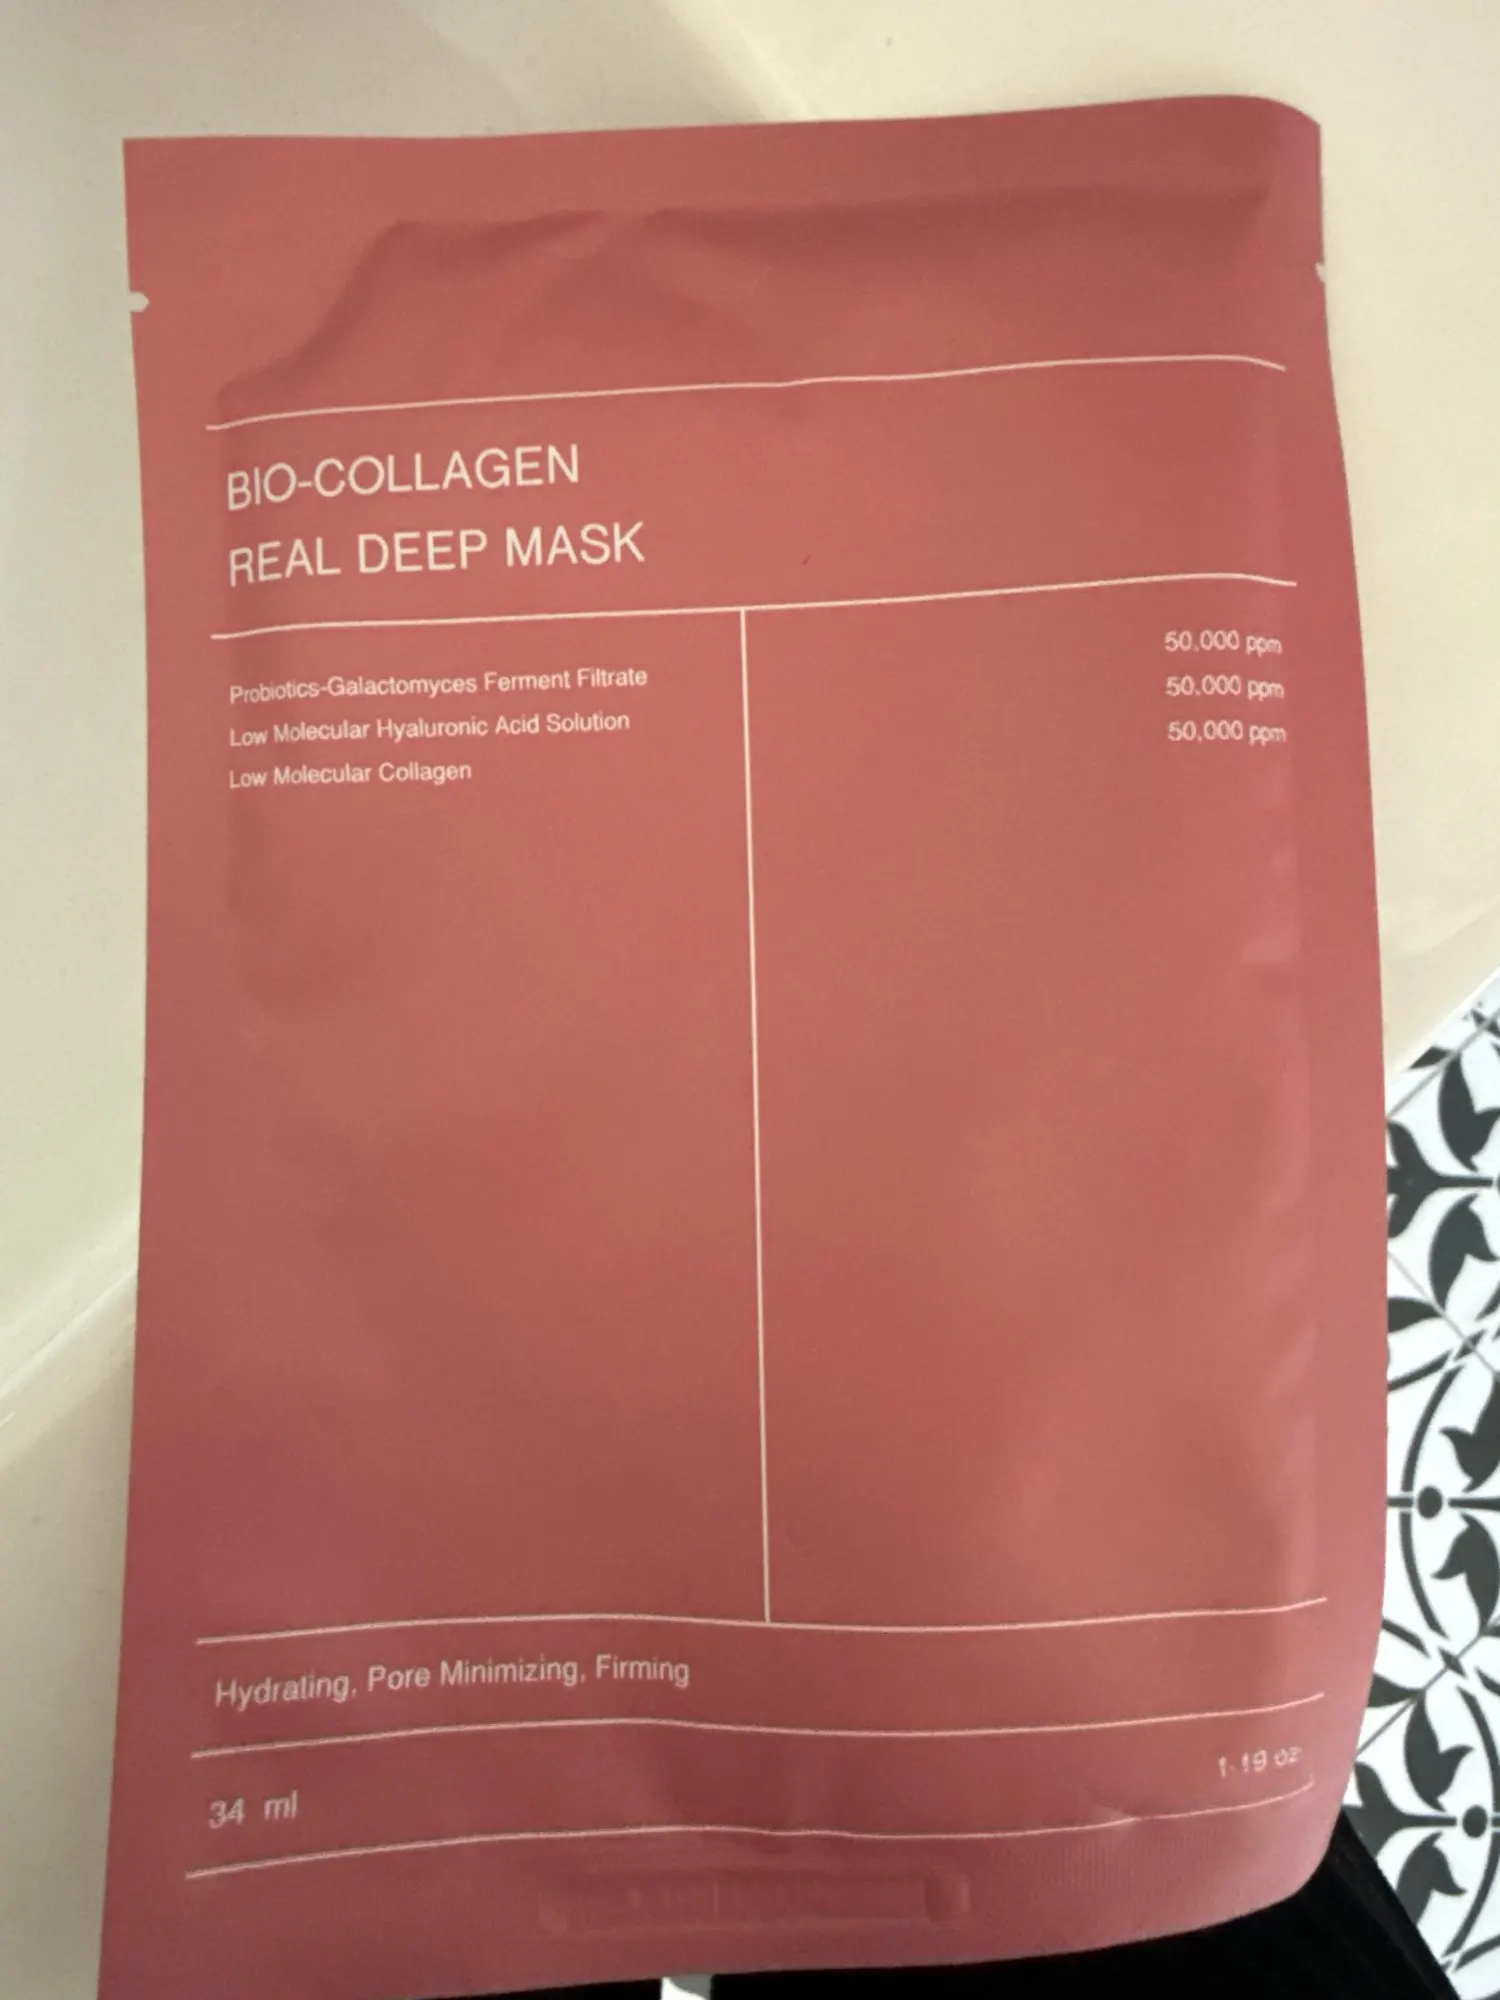 BIO-COLLAGEN
REAL DEEP MASK
Probiotics-Galactomyces Ferment Filtrate 50,000 ppm
Low Molecular Hyaluronic Acid Solution 50,000 ppm
Low Molecular Collagen 50,000 ppm
Hydrating, Pore Minimizing, Firming
34 ml 1.19 oz